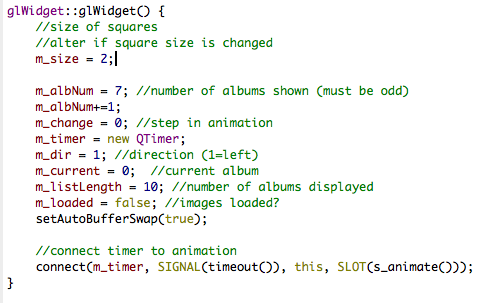 glWidget::glWidget() {
//size of squares
//alter if square size is changed
m_size = 2;
m_albNum = 7; //number of albums shown (must be odd)
m_albNum+=1;
m_change = 0; //step in animation
m_timer = new QTimer;
m_dir = 1; //direction (1=left)
m_current = 0;  //current album
m_listLength = 10; //number of albums displayed
m_loaded = false; //images loaded?
setAutoBufferSwap(true);
//connect timer to animation
connect(m_timer, SIGNAL(timeout()), this, SLOT(s_animate()));
}